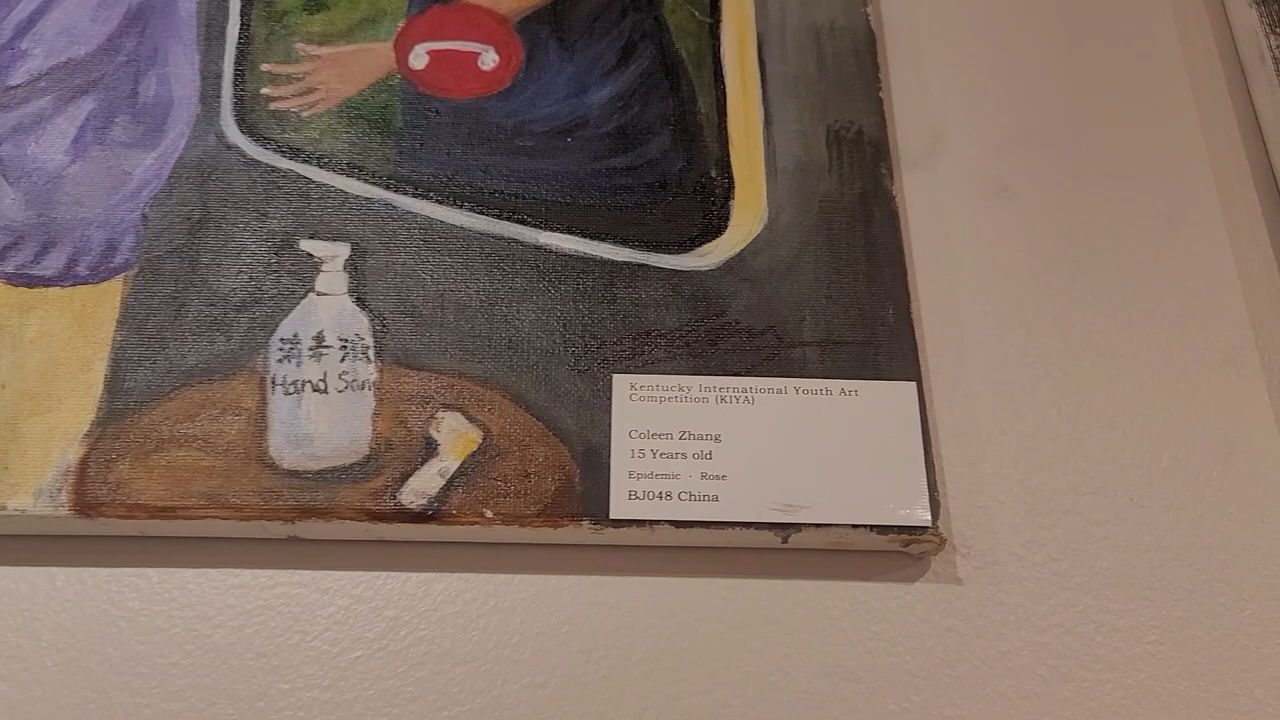 Hand San
Kentucky International Youth Art
Competition (KIYA)
Coleen Zhang
15 Years old
Epidemic · Rose
BJ048 China